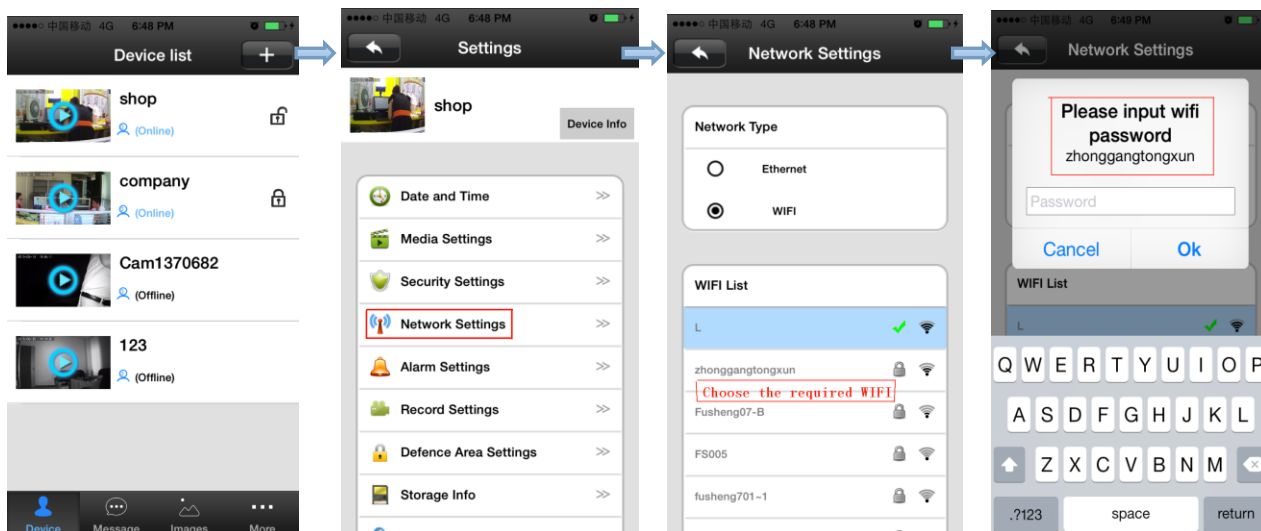 中国移动 4G 6:48 PM
Device list
+
shop
(Online)
company
(Online)
Cam1370682
(Offline)
123
(Offline)
Device Message Images More
中国移动 4G 6:48 PM
Settings
shop
Device Info
Date and Time >>
Media Settings >>
Security Settings >>
Network Settings >>
Alarm Settings >>
Record Settings >>
Defence Area Settings >>
Storage Info >>
中国移动 4G 6:48 PM
Network Settings
Network Type
Ethernet
WIFI
WIFI List
L
zhonggangtongxun
Choose the required WIFI
Fusheng07-B
FS005
fusheng701~1
中国移动 4G 6:49 PM
Network Settings
Please input wifi
password
zhonggangtongxun
Password
Cancel Ok
WIFI List
L
Q W E R T Y U I O P
A S D F G H J K L
Z X C V B N M
.?123 space return